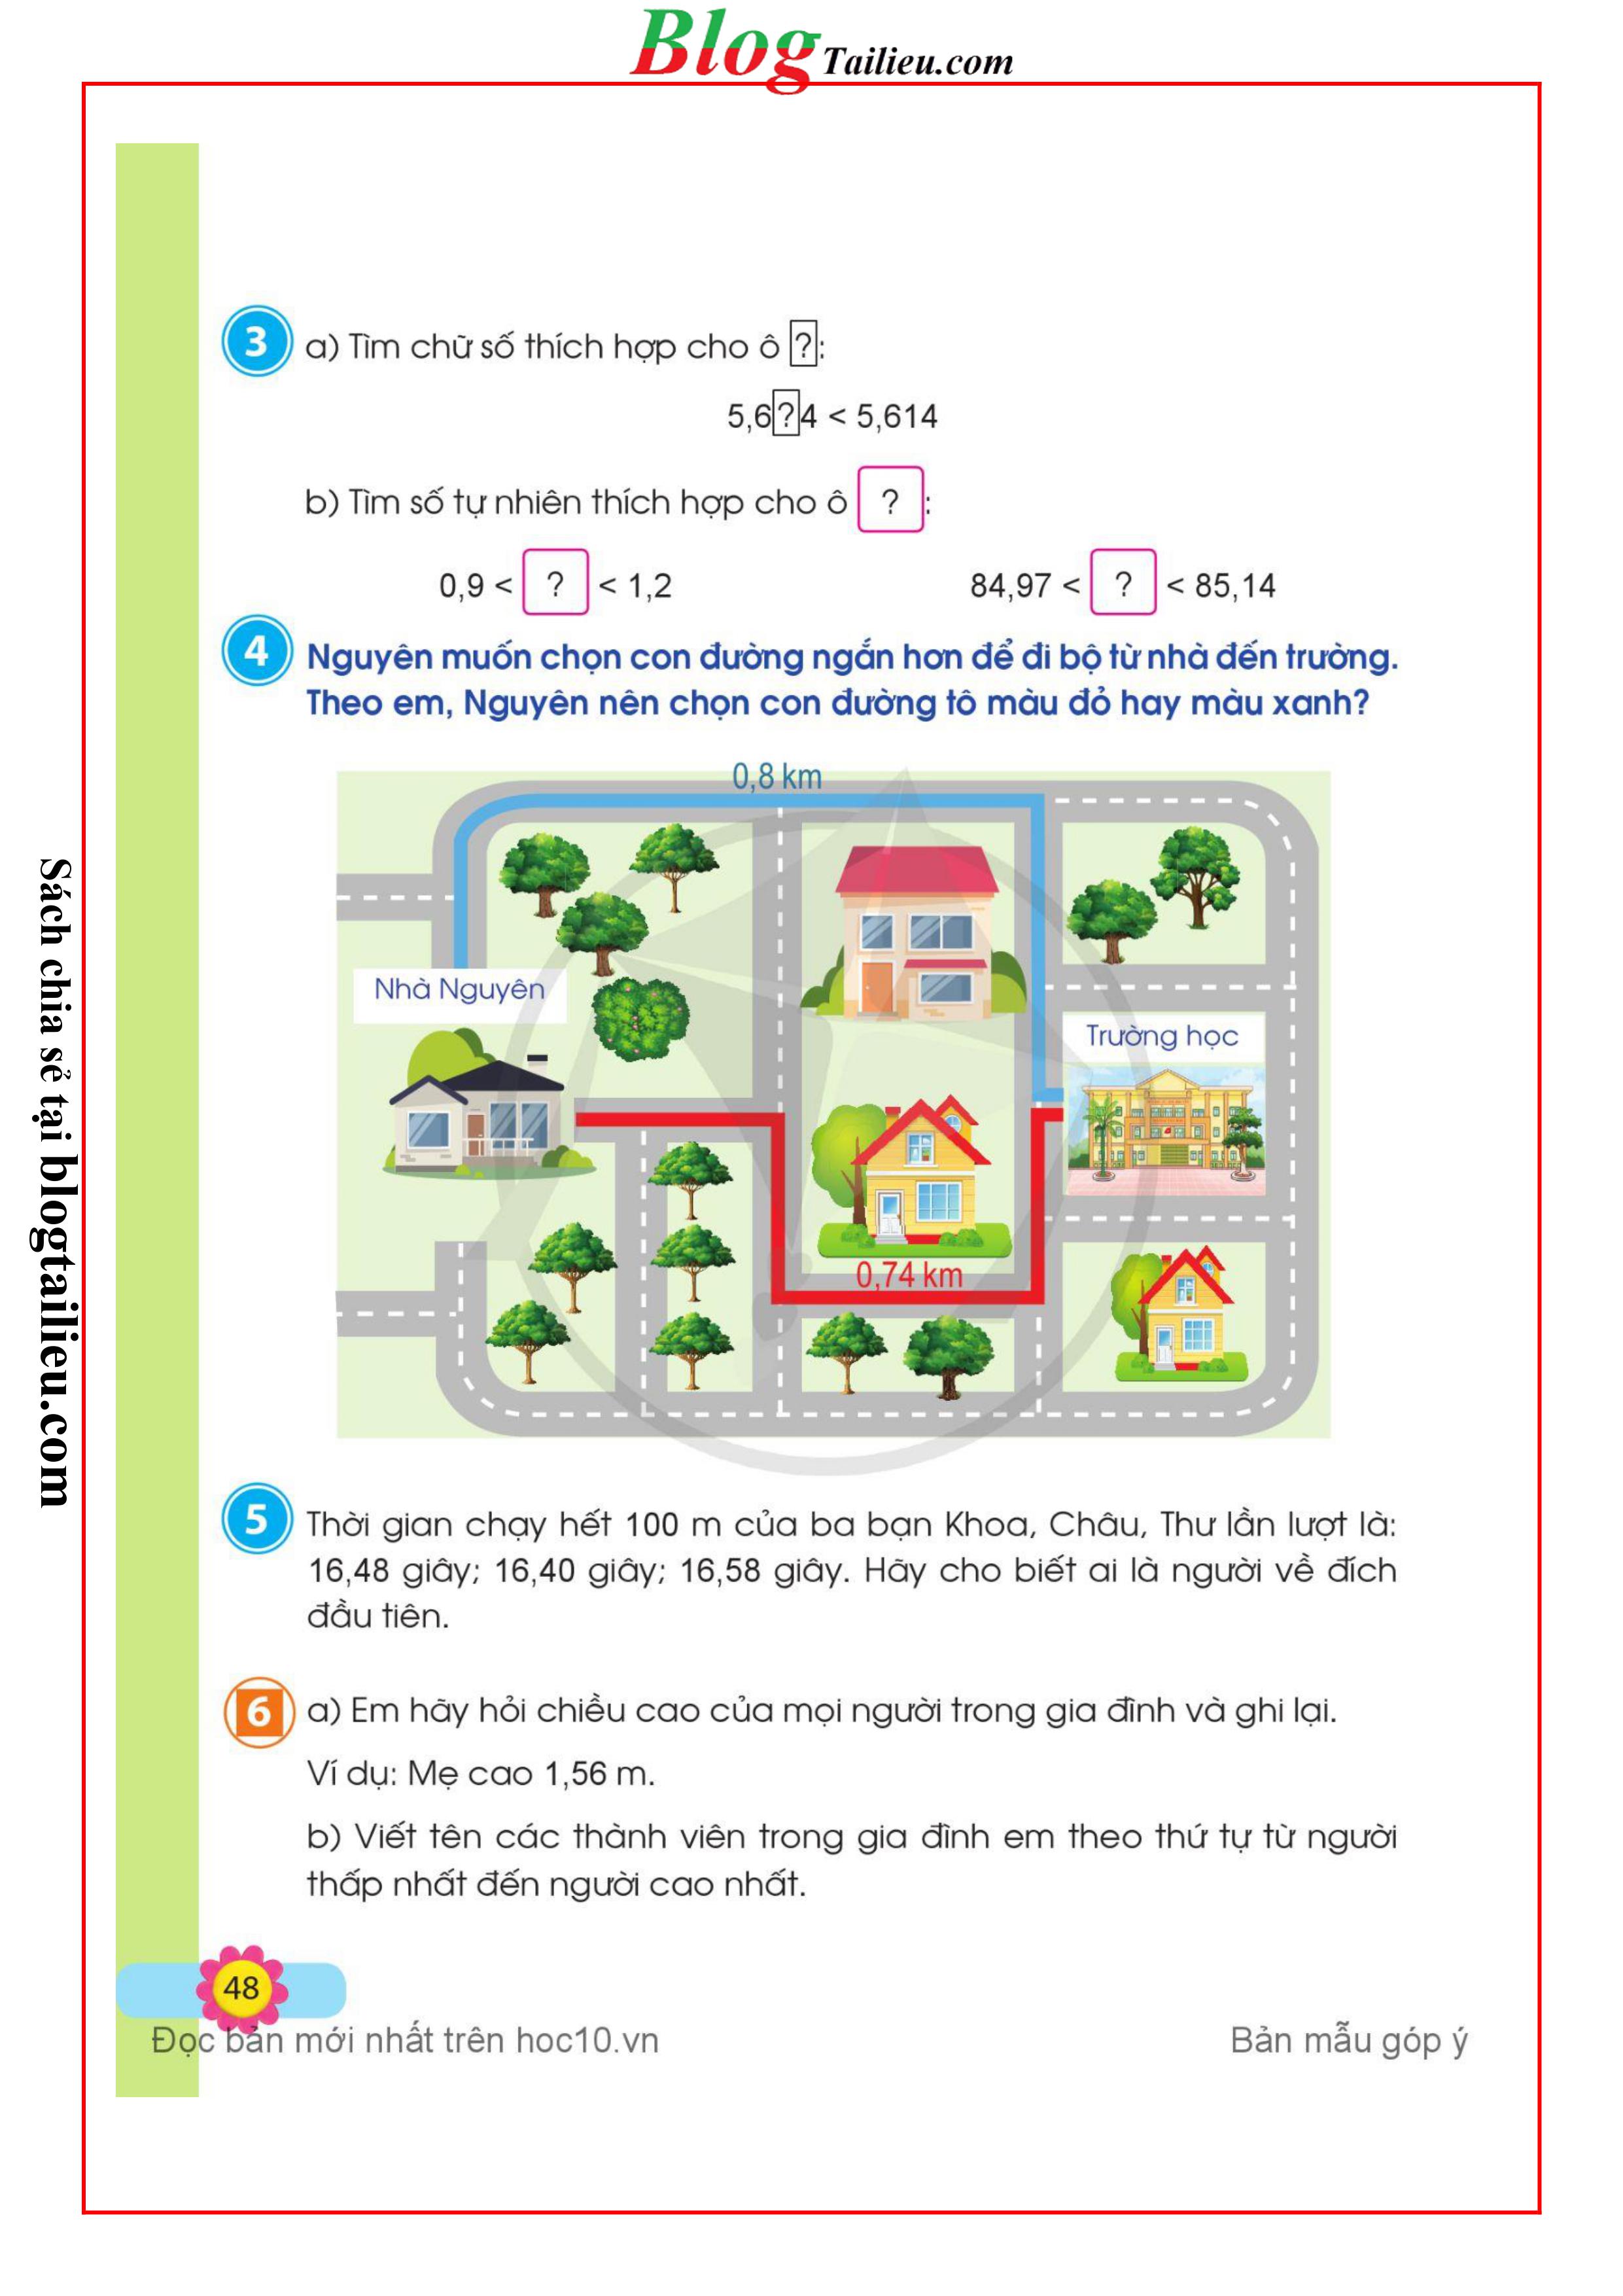 Blog Tailieu.com
3 a) Tìm chữ số thích hợp cho ô ?:
5,6?4 < 5,614
b) Tìm số tự nhiên thích hợp cho ô ? :
0,9 < ? < 1,2 84,97 < ? < 85,14
4 Nguyên muốn chọn con đường ngắn hơn để đi bộ từ nhà đến trường.
Theo em, Nguyên nên chọn con đường tô màu đỏ hay màu xanh?
0,8 km
Nhà Nguyên
Trường học
0,74 km
Sách chia sẻ tại blogtailieu.com
5 Thời gian chạy hết 100 m của ba bạn Khoa, Châu, Thư lần lượt là:
16,48 giây; 16,40 giây; 16,58 giây. Hãy cho biết ai là người về đích
đầu tiên.
6 a) Em hãy hỏi chiều cao của mọi người trong gia đình và ghi lại.
Ví dụ: Mẹ cao 1,56 m.
b) Viết tên các thành viên trong gia đình em theo thứ tự từ người
thấp nhất đến người cao nhất.
48
Đọc bản mới nhất trên hoc10.vn Bản mẫu góp ý